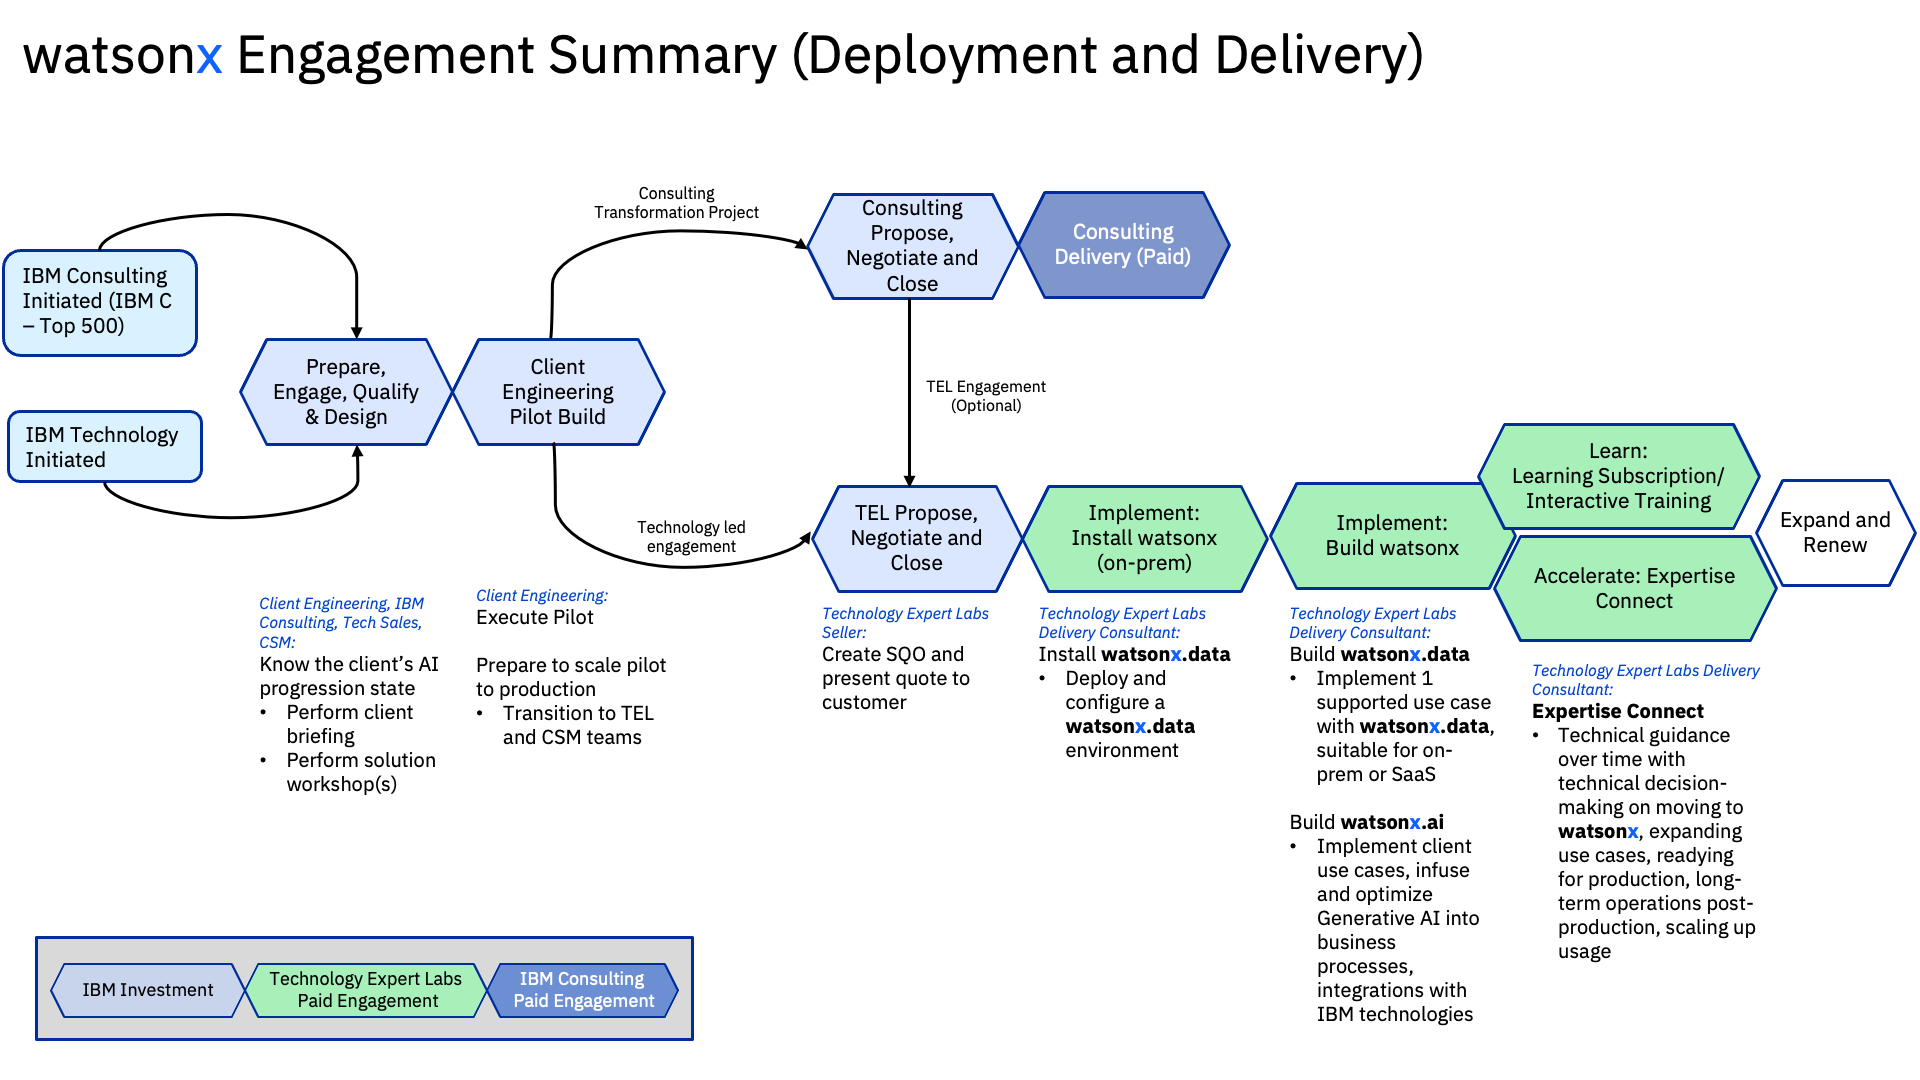 watsonx Engagement Summary (Deployment and Delivery)
IBM Consulting
Initiated (IBM C
– Top 500)
IBM Technology
Initiated
Prepare,
Engage, Qualify
& Design
Client
Engineering
Pilot Build
Consulting
Transformation Project
Technology led
engagement
Consulting
Propose,
Negotiate and
Close
Consulting
Delivery (Paid)
TEL Engagement
(Optional)
TEL Propose,
Negotiate and
Close
Implement:
Install watsonx
(on-prem)
Implement:
Build watsonx
Learn:
Learning Subscription/
Interactive Training
Accelerate: Expertise
Connect
Expand and
Renew
Client Engineering, IBM
Consulting, Tech Sales,
CSM:
Know the client’s AI
progression state
• Perform client
briefing
• Perform solution
workshop(s)
Client Engineering:
Execute Pilot
Prepare to scale pilot
to production
• Transition to TEL
and CSM teams
Technology Expert Labs
Seller:
Create SQO and
present quote to
customer
Technology Expert Labs
Delivery Consultant:
Install watsonx.data
• Deploy and
configure a
watsonx.data
environment
Technology Expert Labs
Delivery Consultant:
Build watsonx.data
• Implement 1
supported use case
with watsonx.data,
suitable for on-
prem or SaaS
Build watsonx.ai
• Implement client
use cases, infuse
and optimize
Generative AI into
business
processes,
integrations with
IBM technologies
Technology Expert Labs Delivery
Consultant:
Expertise Connect
• Technical guidance
over time with
technical decision-
making on moving to
watsonx, expanding
use cases, readying
for production, long-
term operations post-
production, scaling up
usage
IBM Investment
Technology Expert Labs
Paid Engagement
IBM Consulting
Paid Engagement